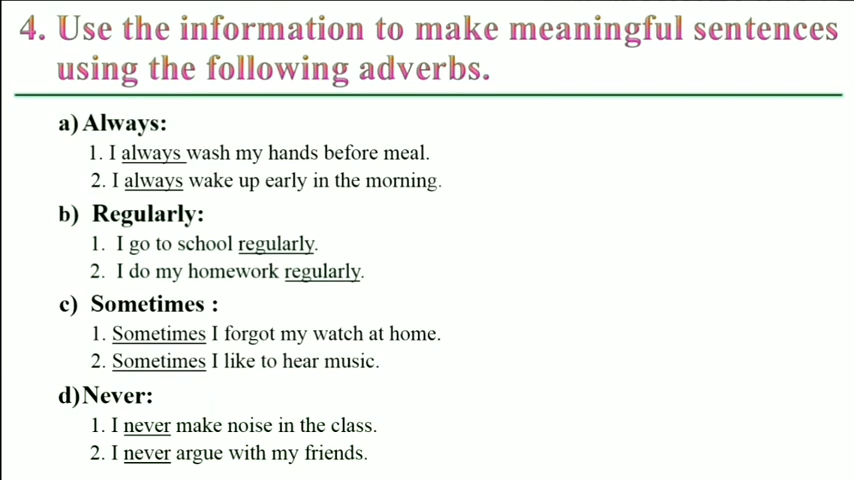 4. Use the information to make meaningful sentences
using the following adverbs.
a) Always:
1. I always wash my hands before meal.
2. I always wake up early in the morning.
b) Regularly:
1. I go to school regularly.
2. I do my homework regularly.
c) Sometimes :
1. Sometimes I forgot my watch at home.
2. Sometimes I like to hear music.
d)Never:
1. I never make noise in the class.
2. I never argue with my friends.